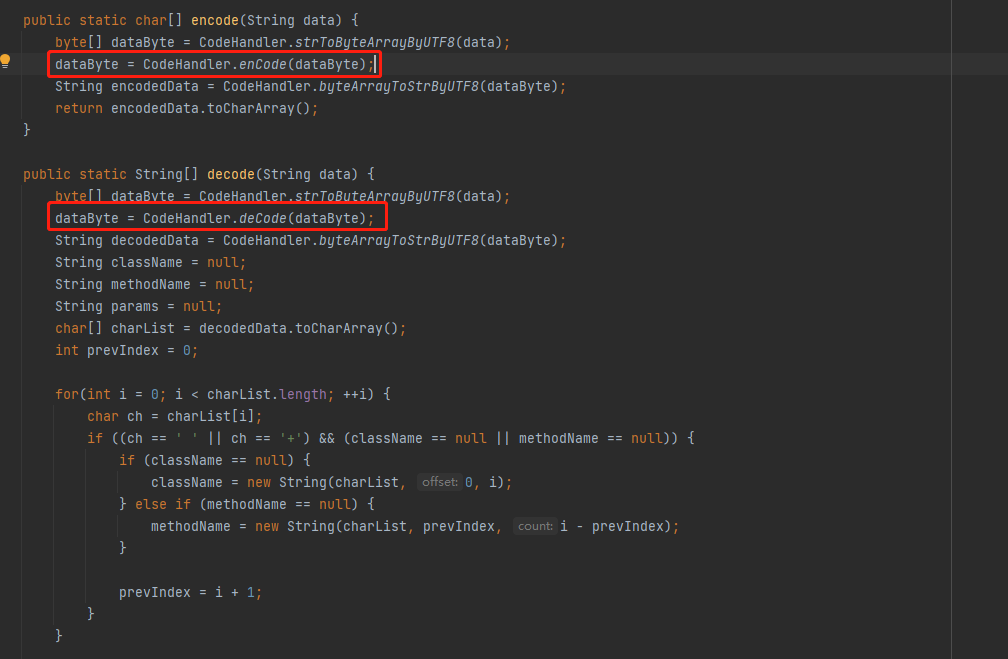 public static char[] encode(String data) {
    byte[] dataByte = CodeHandler.strToByteArrayByUTF8(data);
    dataByte = CodeHandler.enCode(dataByte);
    String encodedData = CodeHandler.byteArrayToStrByUTF8(dataByte);
    return encodedData.toCharArray();
}
public static String[] decode(String data) {
    byte[] dataByte = CodeHandler.strToByteArrayByUTF8(data);
    dataByte = CodeHandler.deCode(dataByte);
    String decodedData = CodeHandler.byteArrayToStrByUTF8(dataByte);
    String className = null;
    String methodName = null;
    String params = null;
    char[] charList = decodedData.toCharArray();
    int prevIndex = 0;
    for(int i = 0; i < charList.length; ++i) {
        char ch = charList[i];
        if ((ch == ' ' || ch == '+') && (className == null || methodName == null)) {
            if (className == null) {
                className = new String(charList, offset: 0, i);
            } else if (methodName == null) {
                methodName = new String(charList, prevIndex, count: i - prevIndex);
            }
            prevIndex = i + 1;
        }
    }